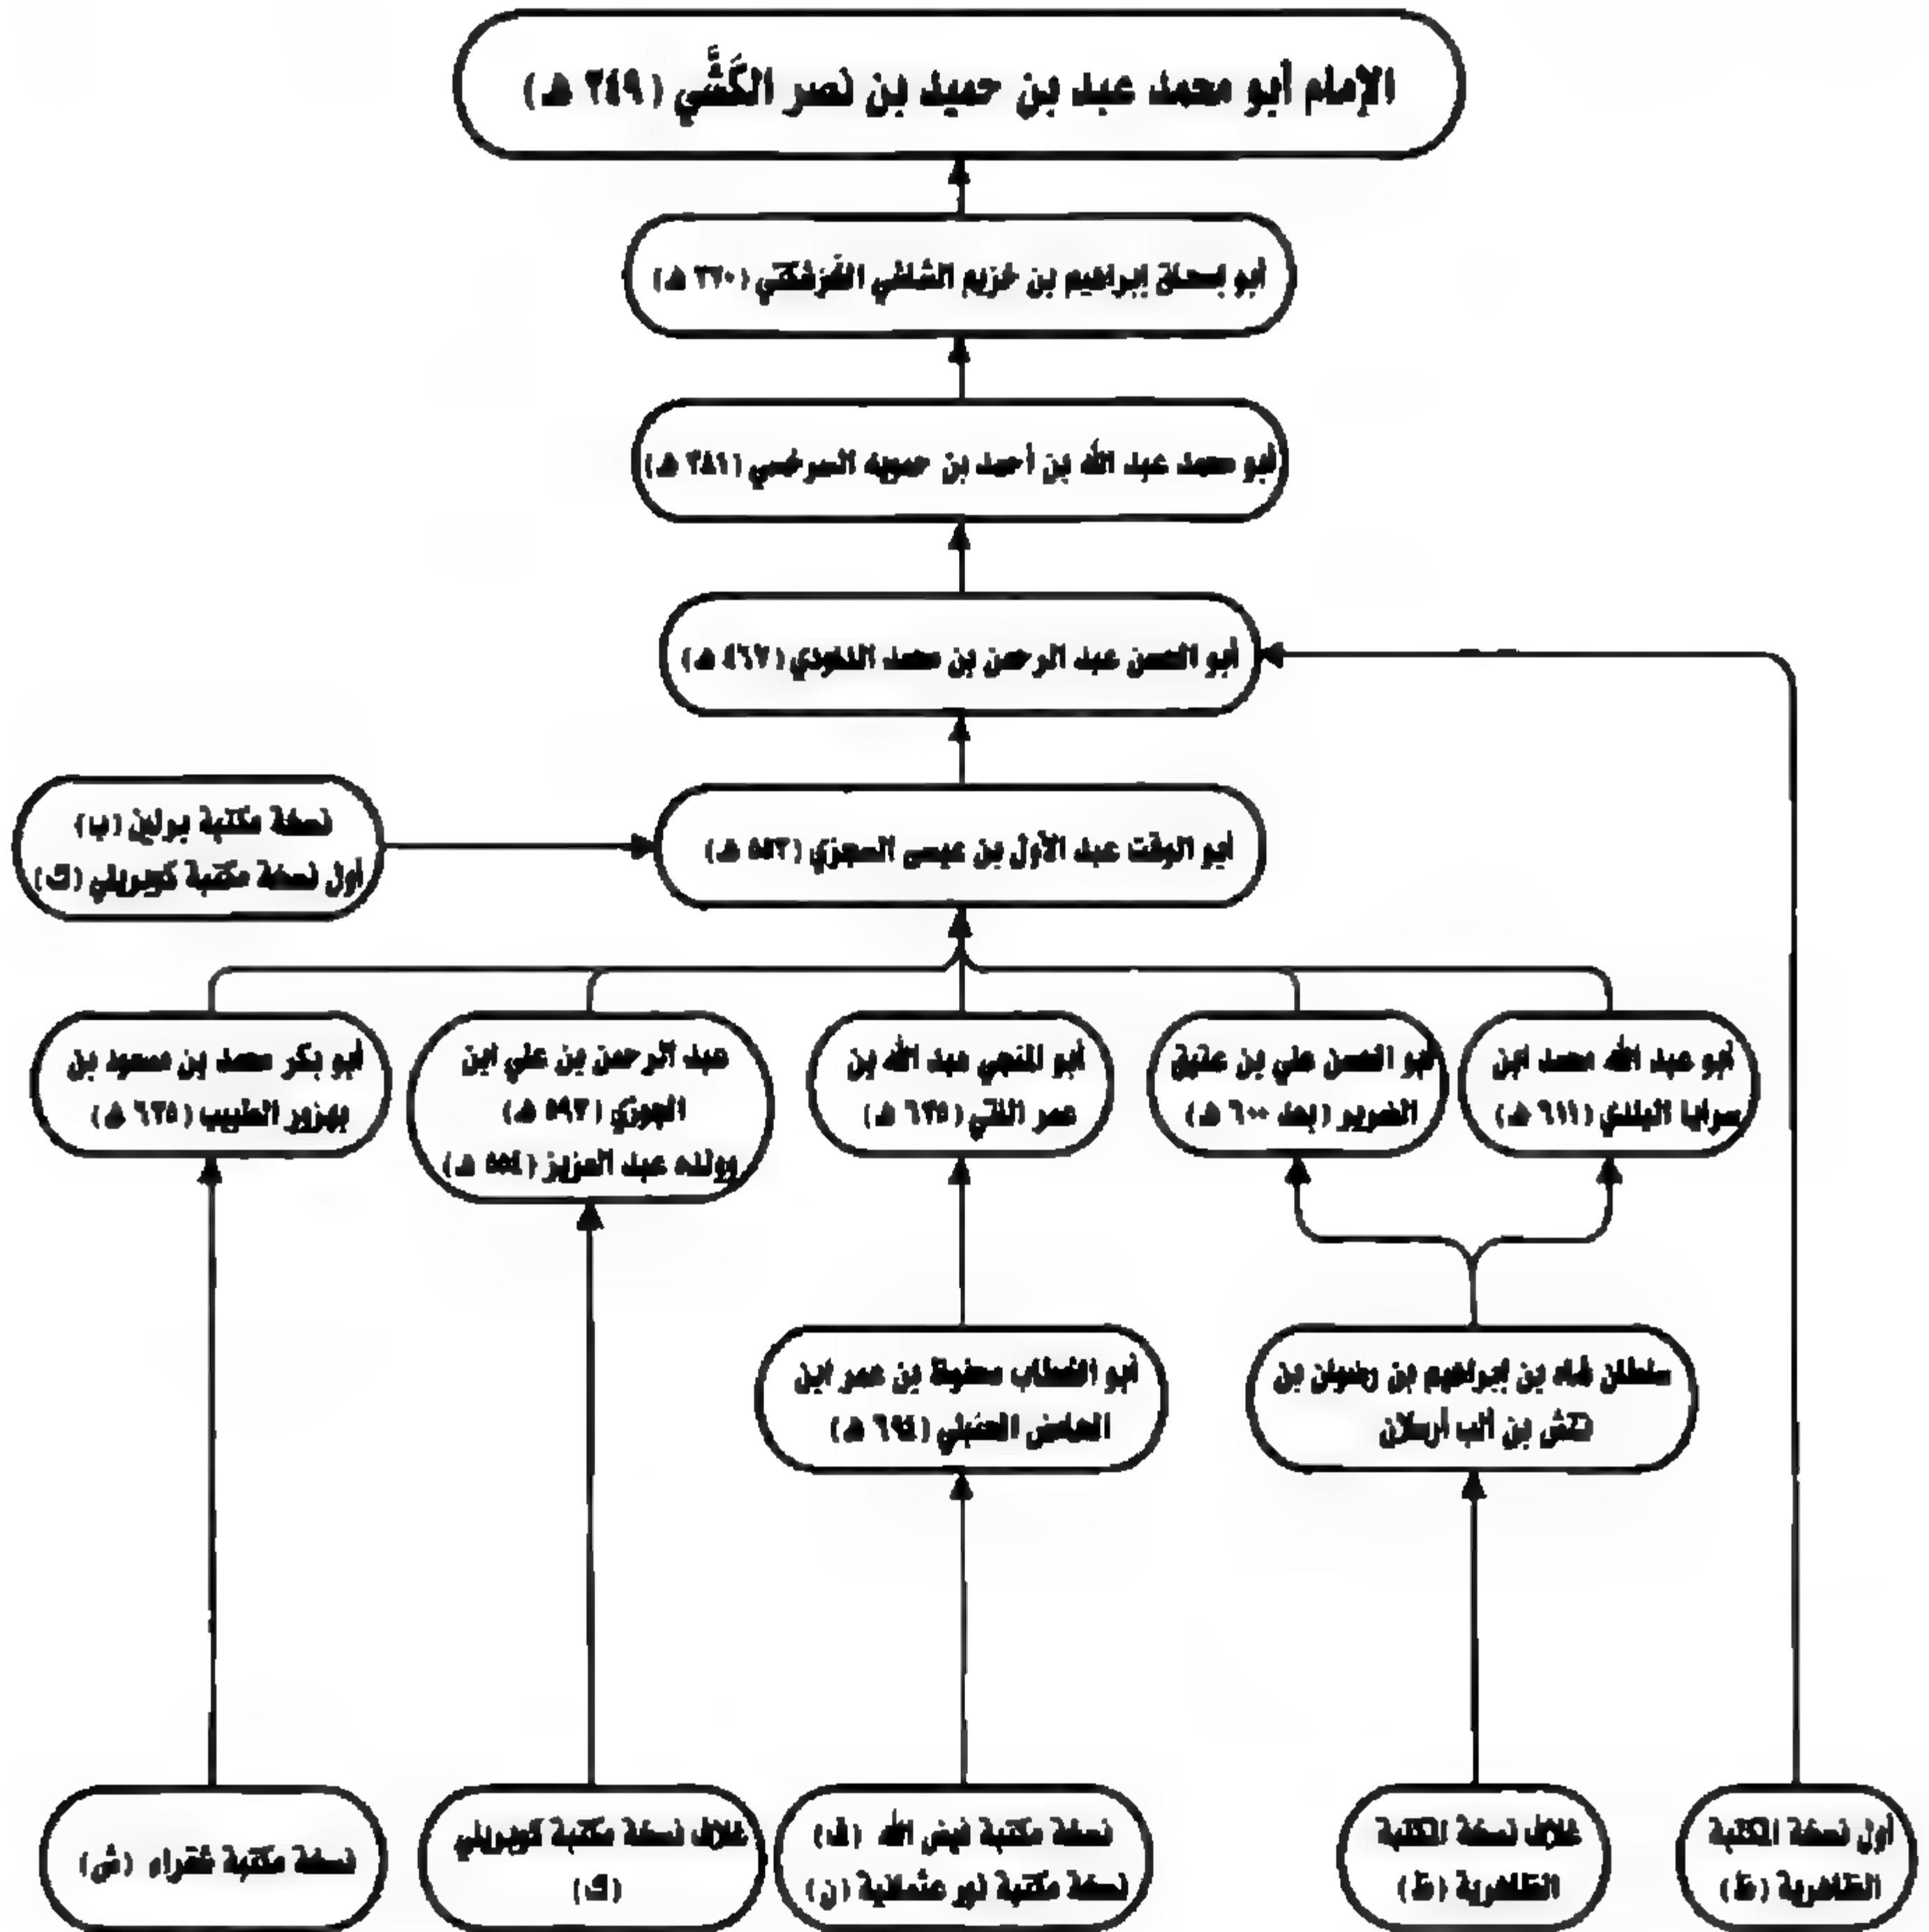 الإمام أبو محمد عبد بن حميد بن نصر الكَشِّي (٢٤٩ هـ)
أبو إسحاق إبراهيم بن خزيم الشاشي
أبو محمد عبد الله بن أحمد بن حمويه السرخسي (٣٨١ هـ)
أبو الحسن عبد الرحمن بن محمد الداودي (٤٦٧ هـ)
أبو الوقت عبد الأول بن عيسى السجزي (٥٥٣ هـ)
نسخة مكتبة برلين (ب)
أول نسخة مكتبة كوبريلي (ك)
أبو عبد الله محمد ابن
سرايا البلدي (٦١١ هـ)
أبو الحسن علي بن عتيق
الضرير (بعد ٦٠٠ هـ)
أبو المنجي عبد الله بن
عمر اللتي (٦٣٥ هـ)
عبد الرحمن بن علي ابن
الجوزي (٥٩٧ هـ)
وولده عبد العزيز (٥٥٤ هـ)
أبو بكر محمد بن مسعود بن
بهروز الطبيب (٦٣٥ هـ)
شاه بن إبراهيم بن رضوان بن
تتش بن ألب أرسلان
أبو الخطاب محفوظ بن عمر ابن
الحامض الحنبلي (٦٩٤ هـ)
أول نسخة المكتبة
الظاهرية (ظ)
غلاف نسخة المكتبة
الظاهرية (ظ)
نسخة مكتبة فيض الله (ف)
نسخة مكتبة نور عثمانية (ن)
غلاف نسخة مكتبة كوبريلي
(ك)
نسخة مكتبة شقراء (ش)